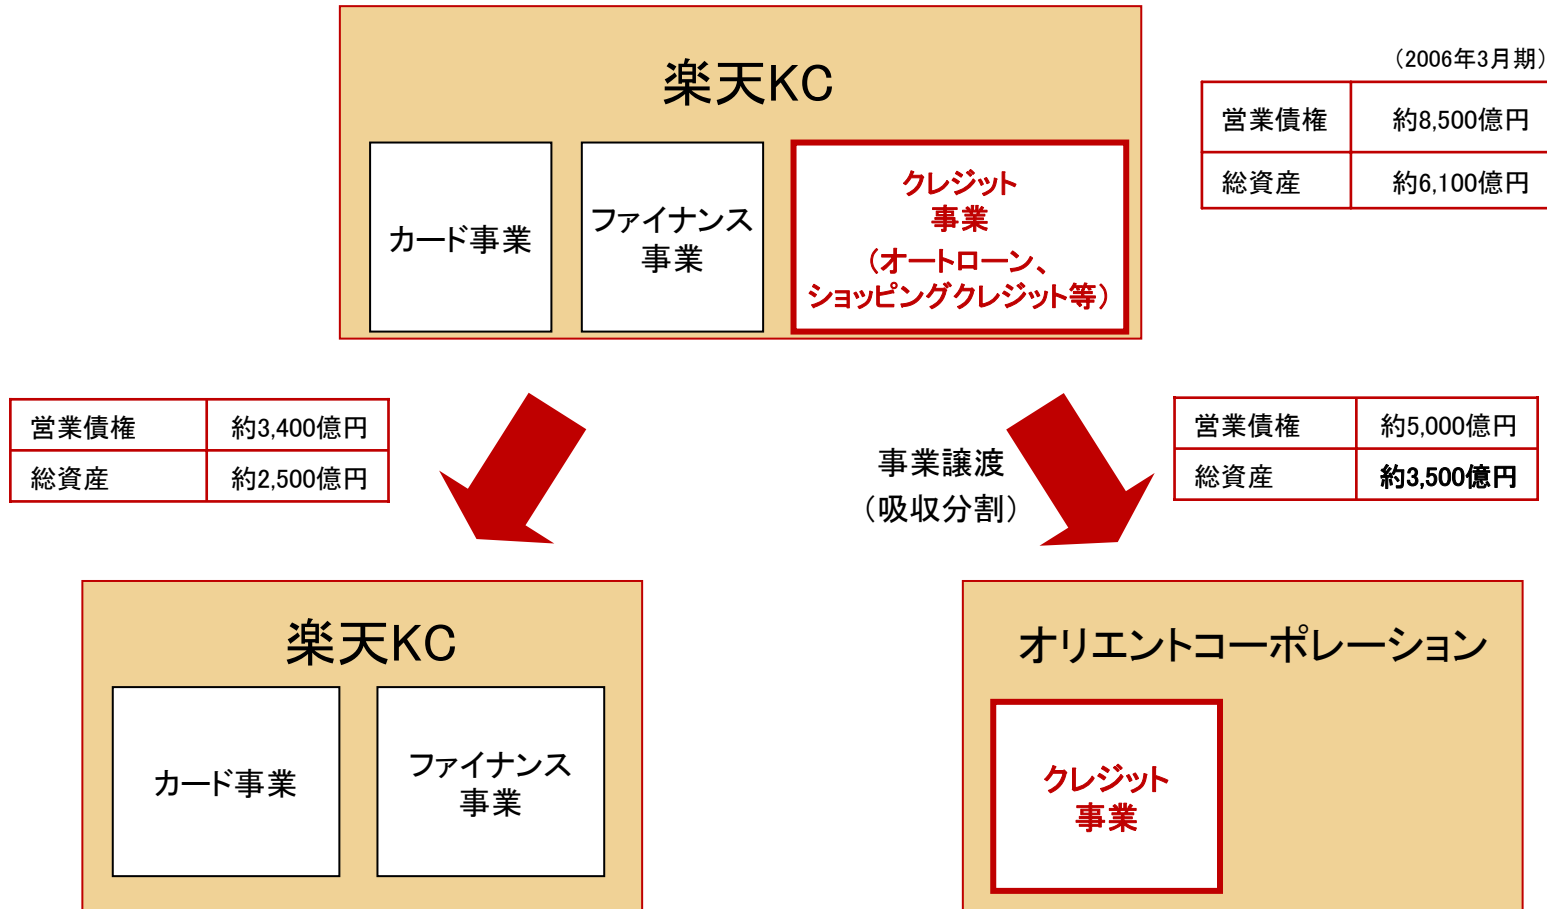 楽天KC
（2006年3月期）
営業債権 約8,500億円
総資産 約6,100億円
カード事業
ファイナンス
事業
クレジット
事業
（オートローン、
ショッピングクレジット等）
営業債権 約3,400億円
総資産 約2,500億円
事業譲渡
（吸収分割）
営業債権 約5,000億円
総資産 約3,500億円
楽天KC
カード事業
ファイナンス
事業
オリエントコーポレーション
クレジット
事業